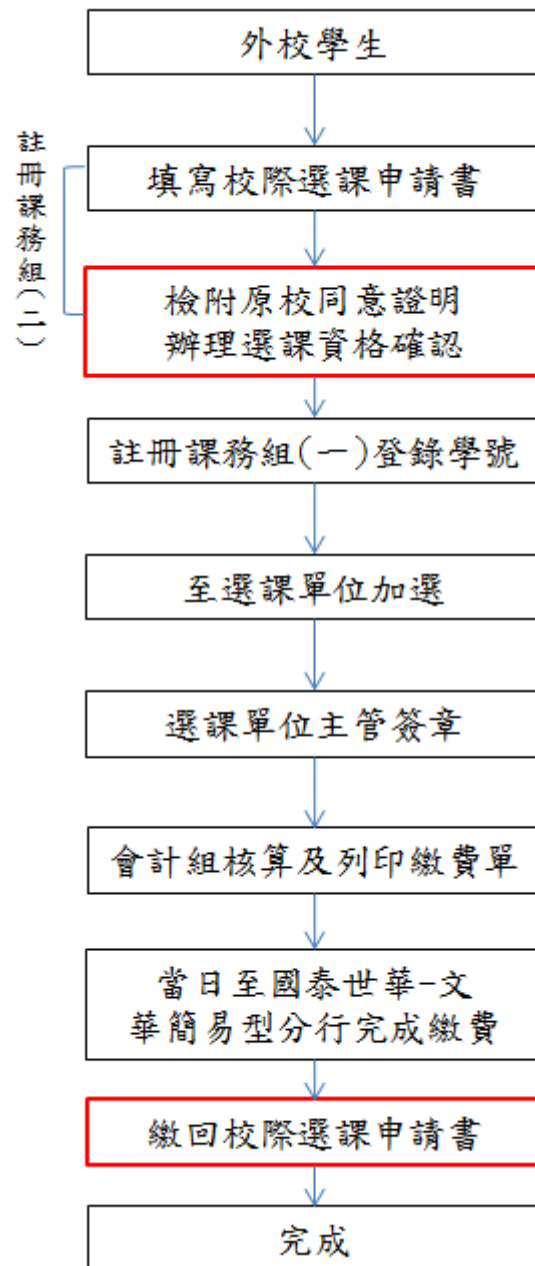 外校學生
註冊課務組(二)
填寫校際選課申請書
檢附原校同意證明
辦理選課資格確認
註冊課務組(一)登錄學號
至選課單位加選
選課單位主管簽章
會計組核算及列印繳費單
當日至國泰世華-文
華簡易型分行完成繳費
繳回校際選課申請書
完成